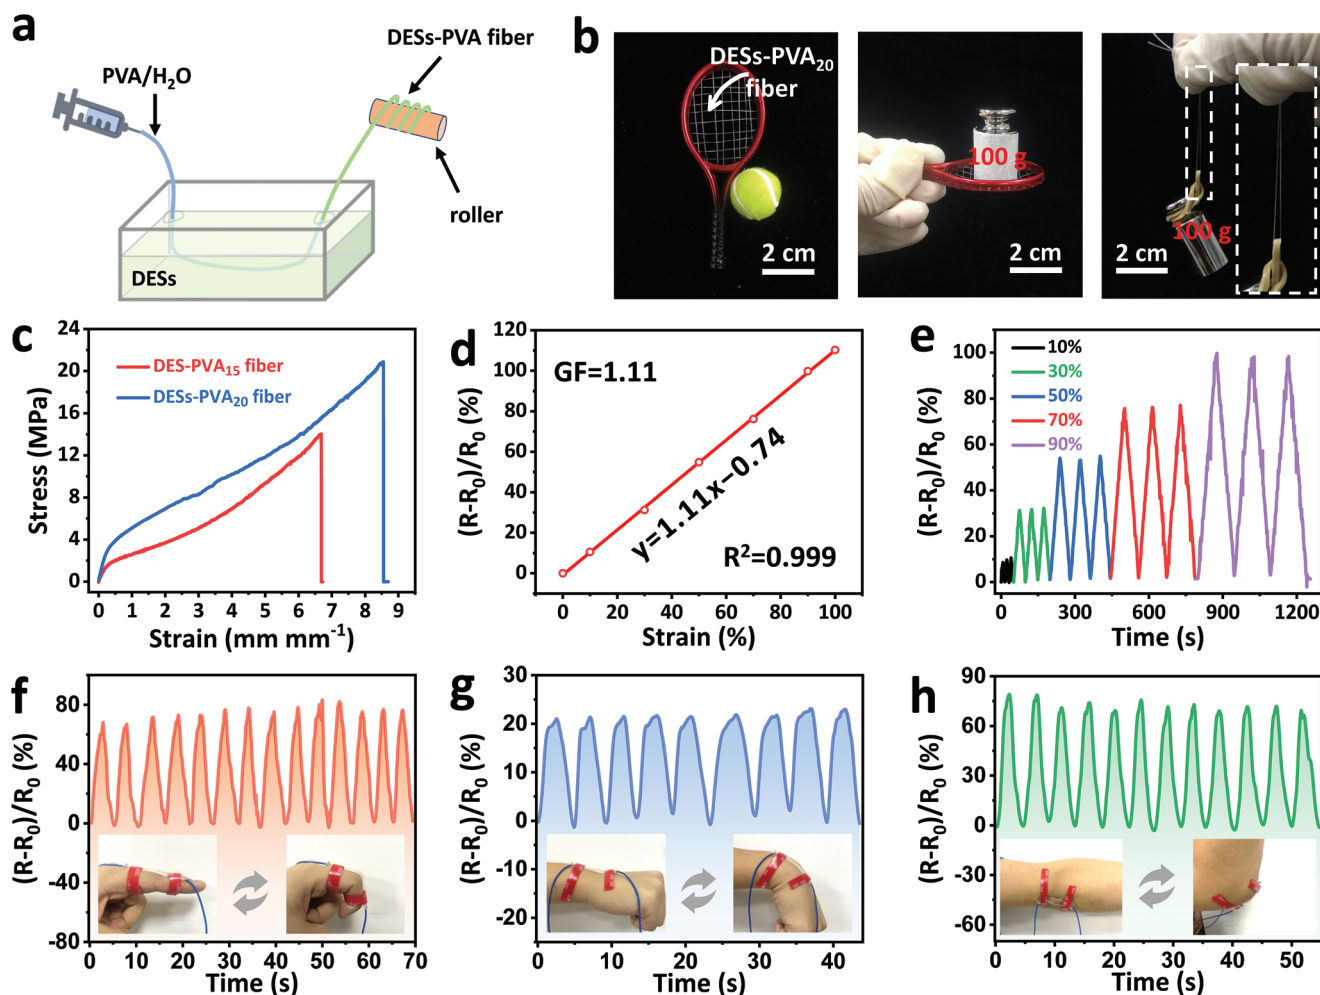 a
DESs-PVA fiber
PVA/H₂O
roller
DESs
b
DESs-PVA₂₀
fiber
2 cm
100 g
2 cm
100 g
2 cm
c
24
20
16
12
8
4
0
Stress (MPa)
DES-PVA₁₅ fiber
DESs-PVA₂₀ fiber
0 1 2 3 4 5 6 7 8 9
Strain (mm mm⁻¹)
d
120
100
80
60
40
20
0
(R-R₀)/R₀ (%)
GF=1.11
y=1.11x−0.74
R²=0.999
0 20 40 60 80 100
Strain (%)
e
100
80
60
40
20
0
(R-R₀)/R₀ (%)
10%
30%
50%
70%
90%
0 300 600 900 1200
Time (s)
f
80
40
0
-40
-80
(R-R₀)/R₀ (%)
0 10 20 30 40 50 60 70
Time (s)
g
30
20
10
0
-10
-20
(R-R₀)/R₀ (%)
0 10 20 30 40
Time (s)
h
90
60
30
0
-30
-60
(R-R₀)/R₀ (%)
0 10 20 30 40 50
Time (s)